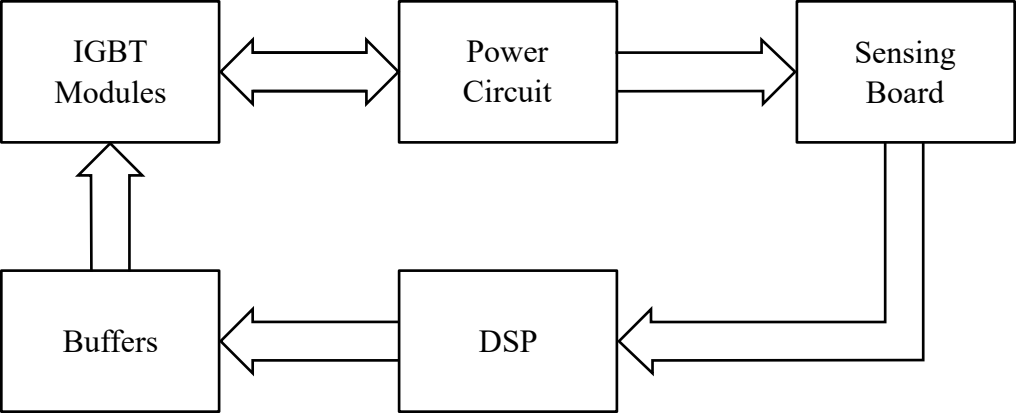 IGBT
Modules
Power
Circuit
Sensing
Board
Buffers
DSP